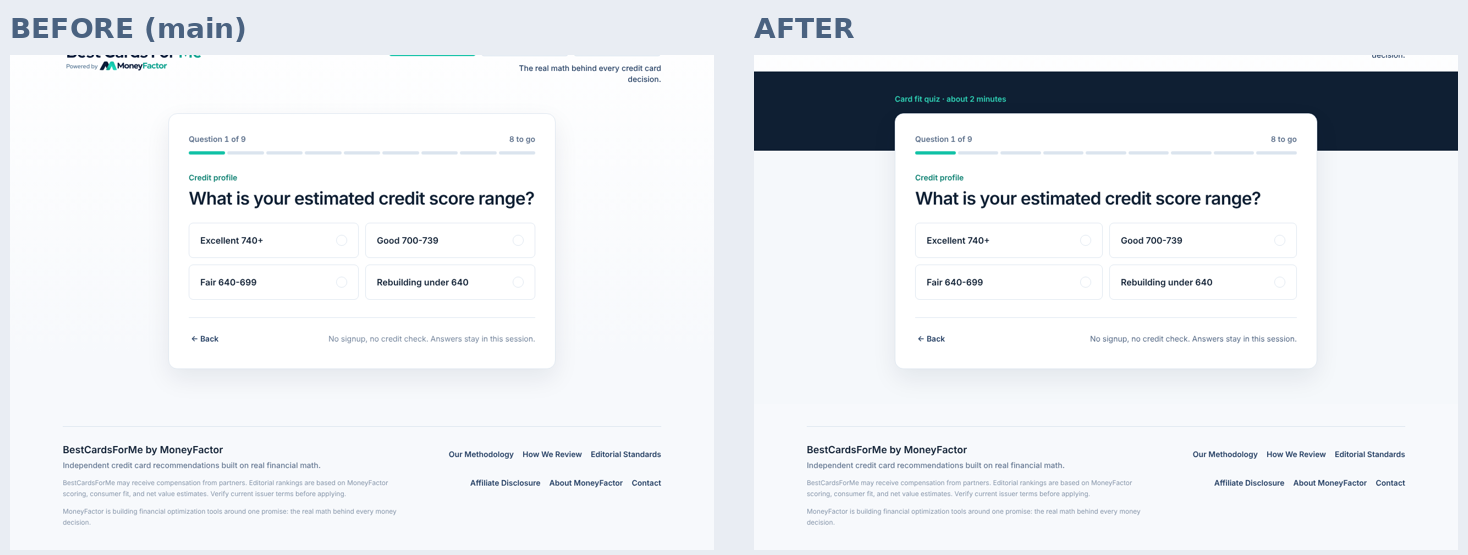 BEFORE (main)
Best Cards For Me
Powered by MoneyFactor
The real math behind every credit card
decision.
Question 1 of 9
8 to go
Credit profile
What is your estimated credit score range?
Excellent 740+
Good 700-739
Fair 640-699
Rebuilding under 640
← Back
No signup, no credit check. Answers stay in this session.
BestCardsForMe by MoneyFactor
Independent credit card recommendations built on real financial math.
BestCardsForMe may receive compensation from partners. Editorial rankings are based on MoneyFactor
scoring, consumer fit, and net value estimates. Verify current issuer terms before applying.
MoneyFactor is building financial optimization tools around one promise: the real math behind every money
decision.
Our Methodology
How We Review
Editorial Standards
Affiliate Disclosure
About MoneyFactor
Contact
AFTER
decision.
Card fit quiz · about 2 minutes
Question 1 of 9
8 to go
Credit profile
What is your estimated credit score range?
Excellent 740+
Good 700-739
Fair 640-699
Rebuilding under 640
← Back
No signup, no credit check. Answers stay in this session.
BestCardsForMe by MoneyFactor
Independent credit card recommendations built on real financial math.
BestCardsForMe may receive compensation from partners. Editorial rankings are based on MoneyFactor
scoring, consumer fit, and net value estimates. Verify current issuer terms before applying.
MoneyFactor is building financial optimization tools around one promise: the real math behind every money
decision.
Our Methodology
How We Review
Editorial Standards
Affiliate Disclosure
About MoneyFactor
Contact